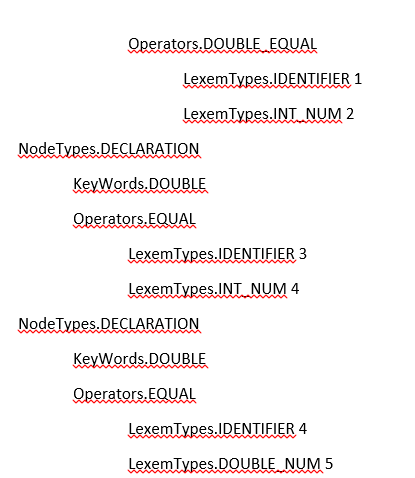 Operators.DOUBLE_EQUAL
LexemTypes.IDENTIFIER 1
LexemTypes.INT_NUM 2
NodeTypes.DECLARATION
KeyWords.DOUBLE
Operators.EQUAL
LexemTypes.IDENTIFIER 3
LexemTypes.INT_NUM 4
NodeTypes.DECLARATION
KeyWords.DOUBLE
Operators.EQUAL
LexemTypes.IDENTIFIER 4
LexemTypes.DOUBLE_NUM 5